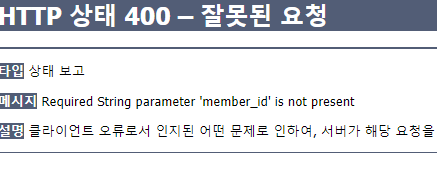 HTTP 상태 400 – 잘못된 요청
타입 상태 보고
메시지 Required String parameter 'member_id' is not present
설명 클라이언트 오류로서 인지된 어떤 문제로 인하여, 서버가 해당 요청을